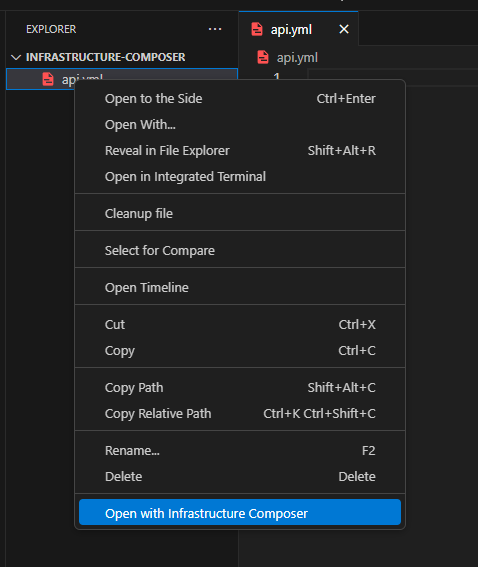 EXPLORER ...
api.yml
INFRASTRUCTURE-COMPOSER
api.yml
api.yml
1
Open to the Side Ctrl+Enter
Open With...
Reveal in File Explorer Shift+Alt+R
Open in Integrated Terminal
Cleanup file
Select for Compare
Open Timeline
Cut Ctrl+X
Copy Ctrl+C
Copy Path Shift+Alt+C
Copy Relative Path Ctrl+K Ctrl+Shift+C
Rename... F2
Delete Delete
Open with Infrastructure Composer